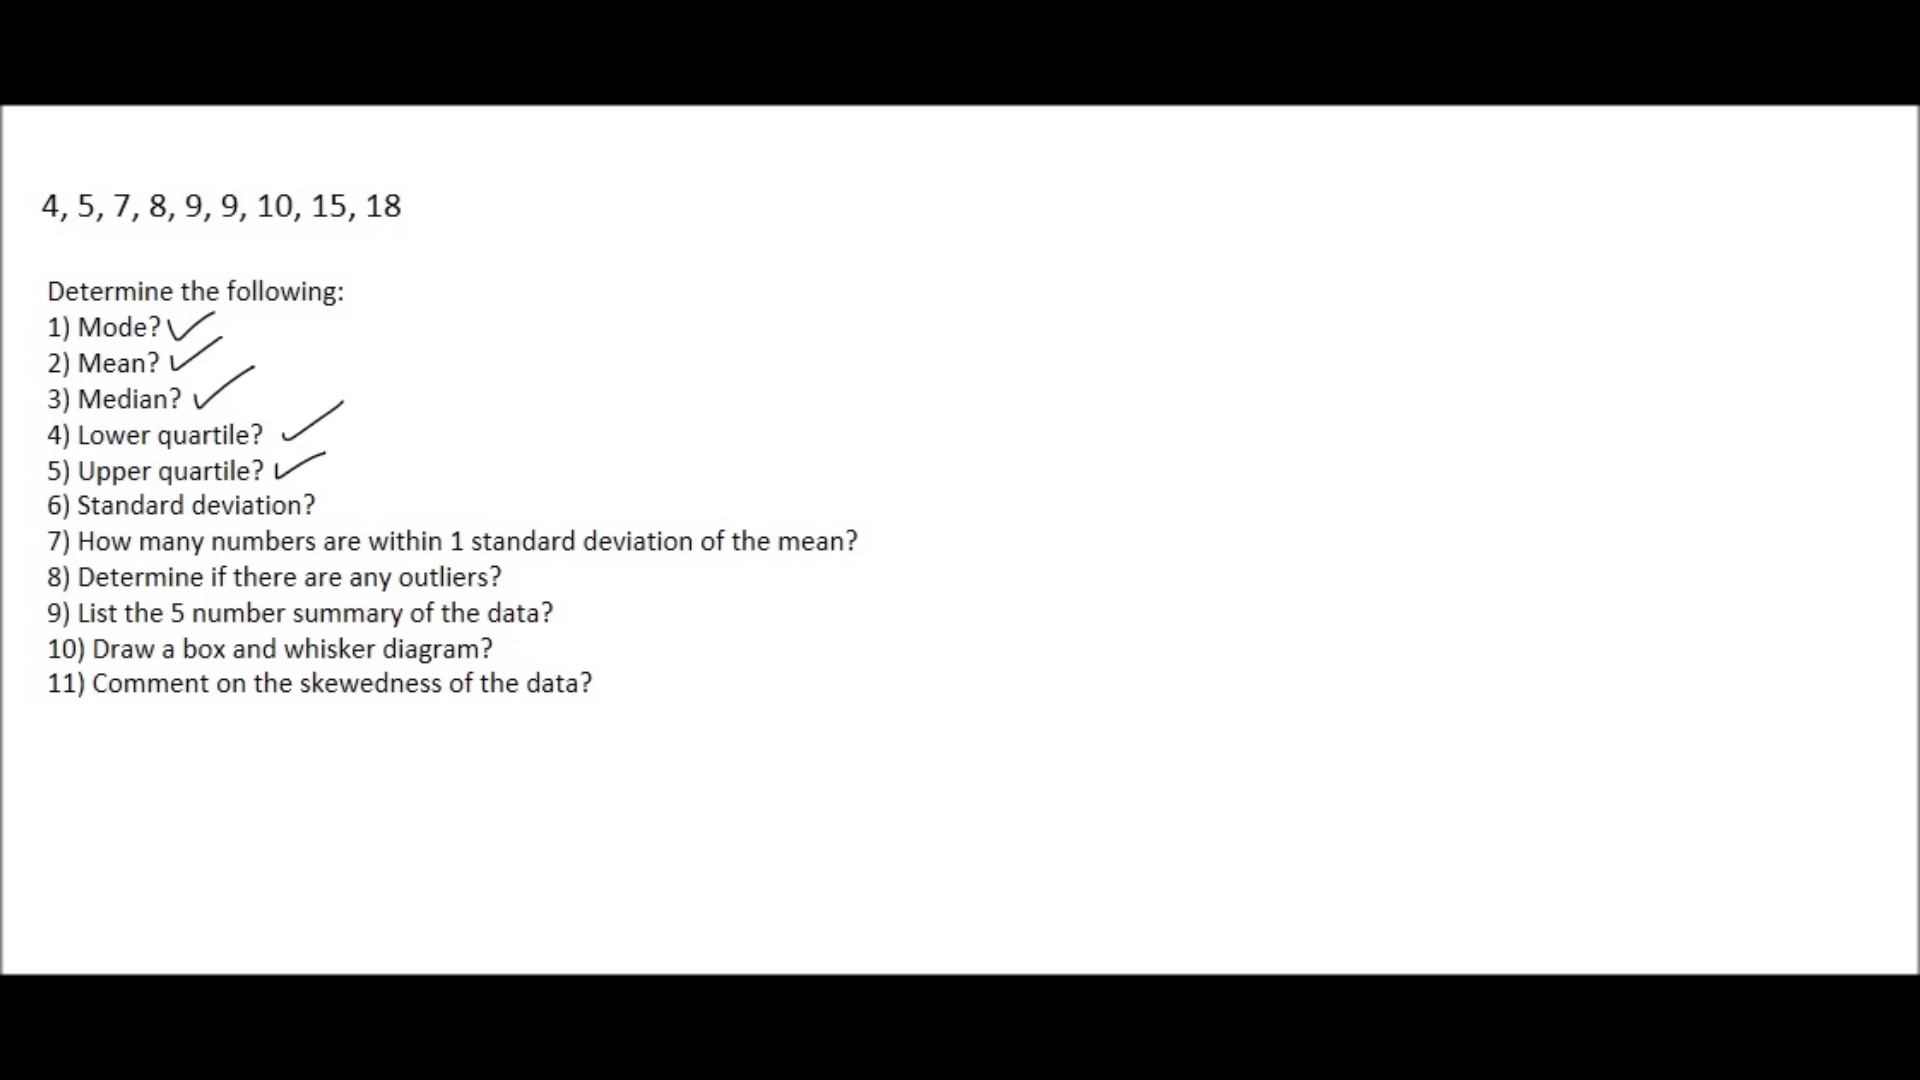 4, 5, 7, 8, 9, 9, 10, 15, 18
Determine the following:
1) Mode? ✓
2) Mean? ✓
3) Median? ✓
4) Lower quartile? ✓
5) Upper quartile? ✓
6) Standard deviation?
7) How many numbers are within 1 standard deviation of the mean?
8) Determine if there are any outliers?
9) List the 5 number summary of the data?
10) Draw a box and whisker diagram?
11) Comment on the skewedness of the data?